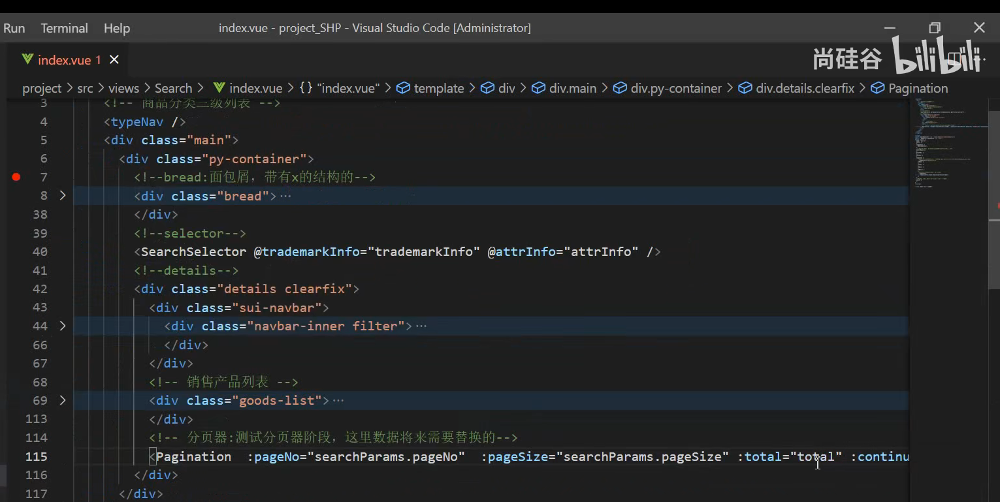 Run Terminal Help index.vue - project_SHP - Visual Studio Code [Administrator]
尚硅谷 bilibili
index.vue 1
project > src > views > Search > index.vue > {} "index.vue" > template > div > div.main > div.py-container > div.details.clearfix > Pagination
3 <!-- 商品分类三级列表 -->
4 <typeNav />
5 <div class="main">
6 <div class="py-container">
7 <!--bread:面包屑，带有x的结构的-->
8 <div class="bread">···
38 </div>
39 <!--selector-->
40 <SearchSelector @trademarkInfo="trademarkInfo" @attrInfo="attrInfo" />
41 <!--details-->
42 <div class="details clearfix">
43 <div class="sui-navbar">
44 <div class="navbar-inner filter">···
66 </div>
67 </div>
68 <!-- 销售产品列表 -->
69 <div class="goods-list">···
113 </div>
114 <!-- 分页器:测试分页器阶段，这里数据将来需要替换的-->
115 <Pagination :pageNo="searchParams.pageNo" :pageSize="searchParams.pageSize" :total="total" :continu
116 </div>
117 </div>